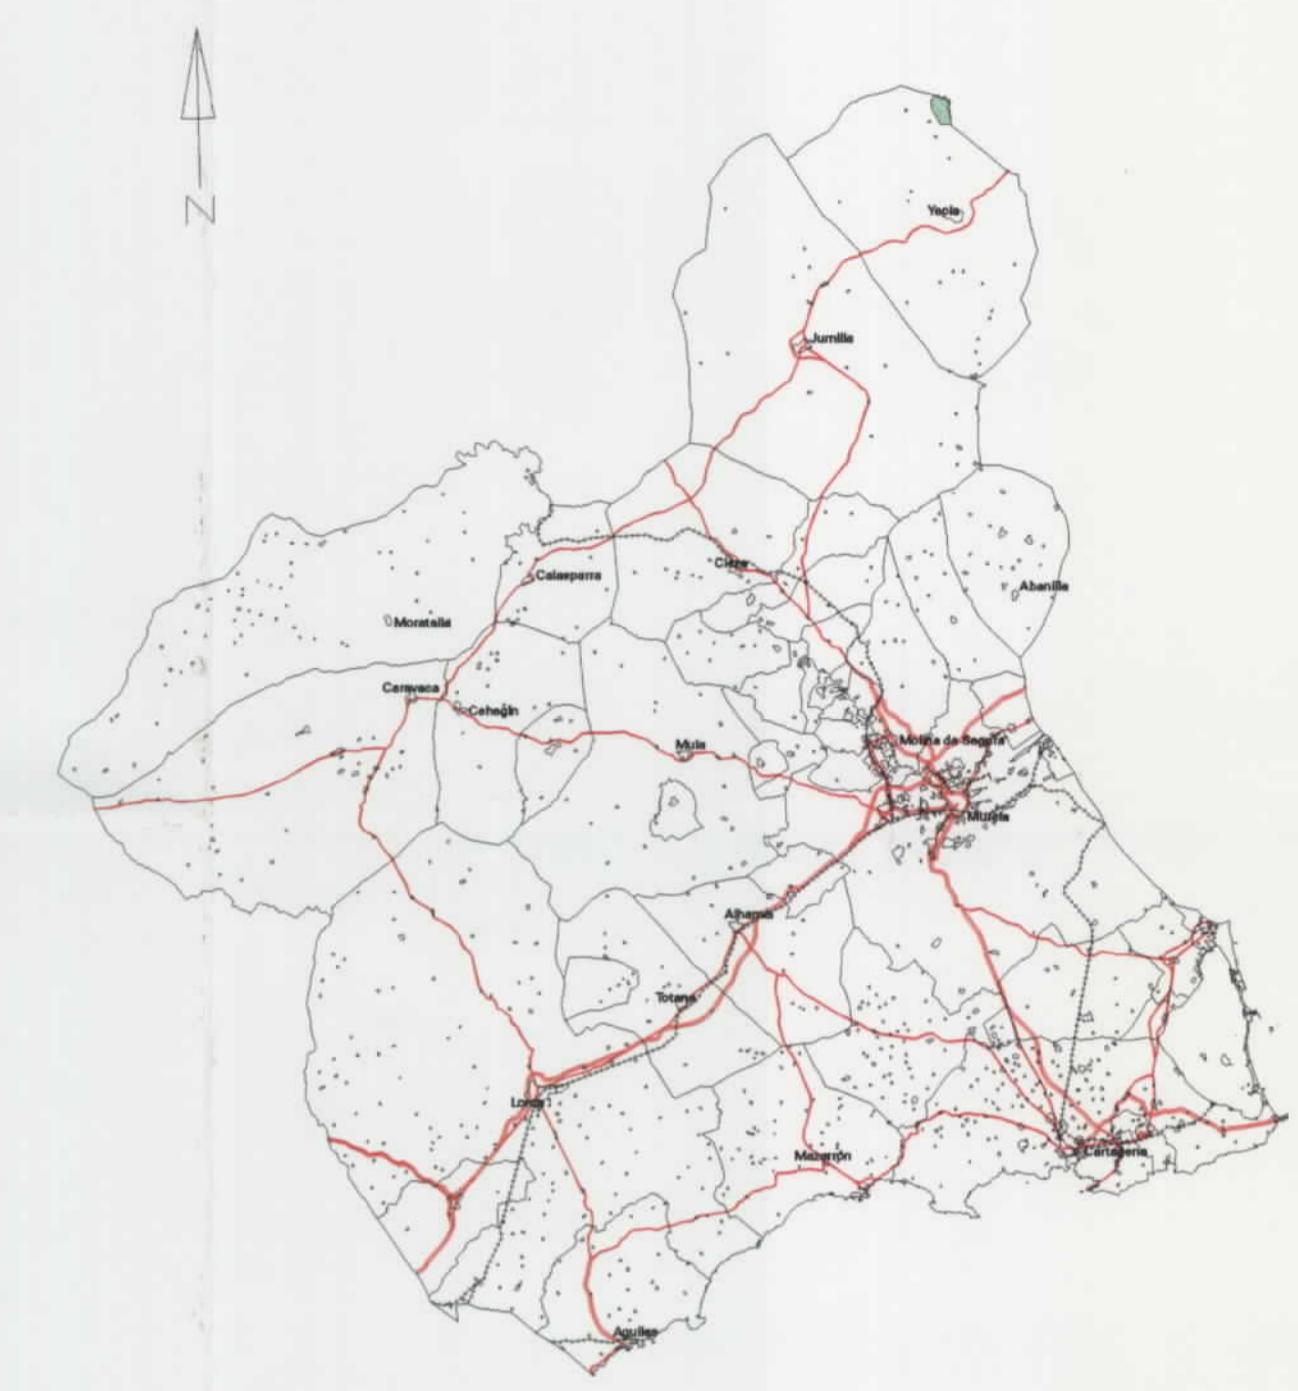 N
Yecla
Jumilla
Cieza
Calasparra
Abanilla
Moratalla
Caravaca
Cehegín
Molina de Segura
Mula
Murcia
Alhama
Totana
Lorca
Mazarrón
Cartagena
Aguilas